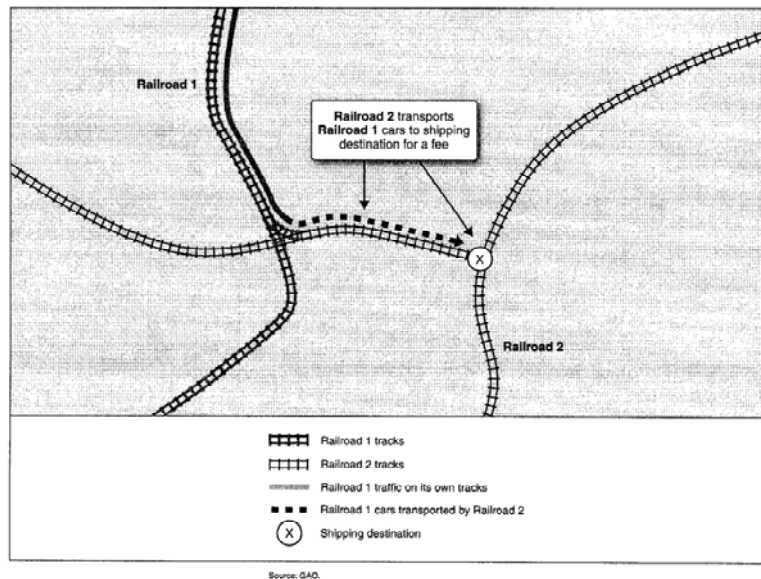 Railroad 1
Railroad 2 transports
Railroad 1 cars to shipping
destination for a fee
X
Railroad 2
Railroad 1 tracks
Railroad 2 tracks
Railroad 1 traffic on its own tracks
Railroad 1 cars transported by Railroad 2
X
Shipping destination
Source: GAO.